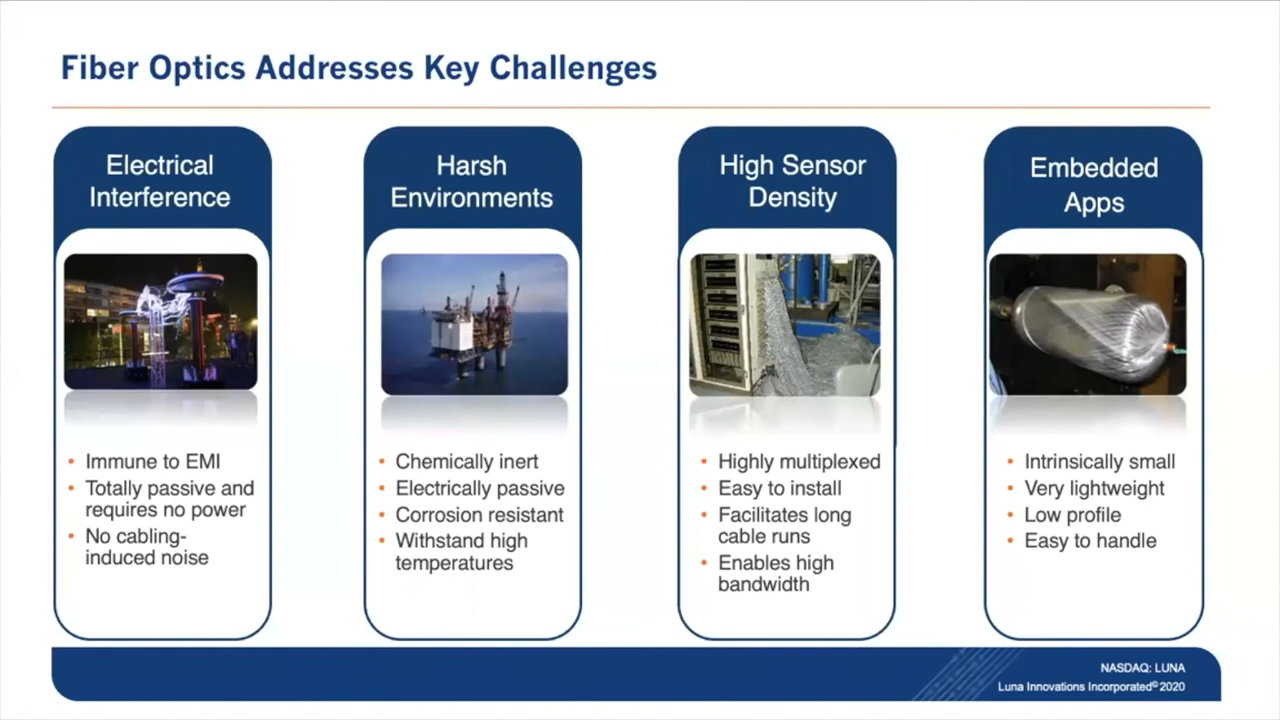 Fiber Optics Addresses Key Challenges
Electrical
Interference
• Immune to EMI
• Totally passive and
requires no power
• No cabling-
induced noise
Harsh
Environments
• Chemically inert
• Electrically passive
• Corrosion resistant
• Withstand high
temperatures
High Sensor
Density
• Highly multiplexed
• Easy to install
• Facilitates long
cable runs
• Enables high
bandwidth
Embedded
Apps
• Intrinsically small
• Very lightweight
• Low profile
• Easy to handle
NASDAQ: LUNA
Luna Innovations Incorporated© 2020